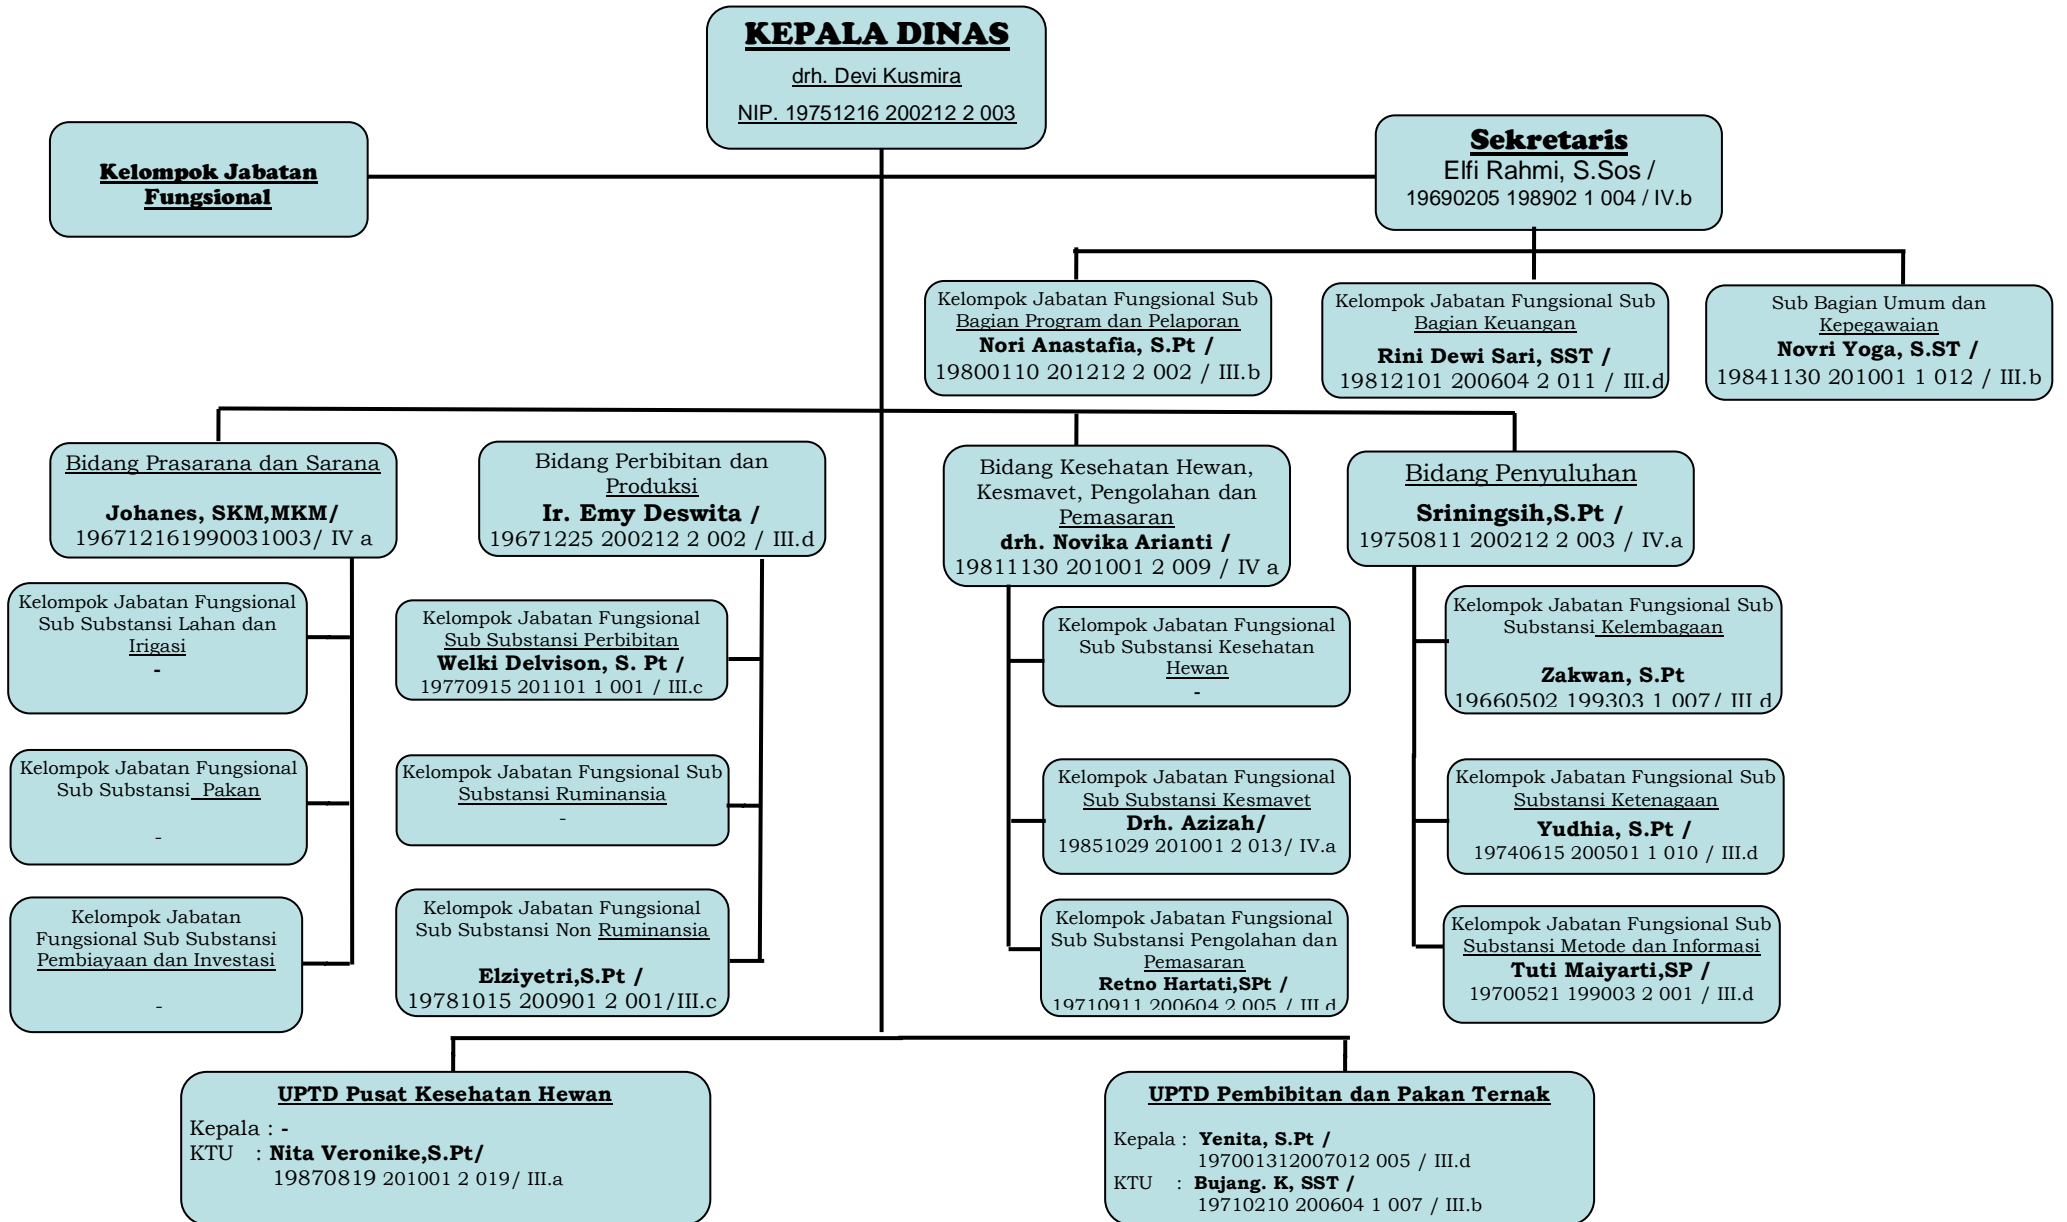 KEPALA DINAS
drh. Devi Kusmira
NIP. 19751216 200212 2 003
Kelompok Jabatan
Fungsional
Sekretaris
Elfi Rahmi, S.Sos /
19690205 198902 1 004 / IV.b
Kelompok Jabatan Fungsional Sub
Bagian Program dan Pelaporan
Nori Anastafia, S.Pt /
19800110 201212 2 002 / III.b
Kelompok Jabatan Fungsional Sub
Bagian Keuangan
Rini Dewi Sari, SST /
19812101 200604 2 011 / III.d
Sub Bagian Umum dan
Kepegawaian
Novri Yoga, S.ST /
19841130 201001 1 012 / III.b
Bidang Prasarana dan Sarana
Johanes, SKM,MKM/
196712161990031003/ IV a
Bidang Perbibitan dan
Produksi
Ir. Emy Deswita /
19671225 200212 2 002 / III.d
Bidang Kesehatan Hewan,
Kesmavet, Pengolahan dan
Pemasaran
drh. Novika Arianti /
19811130 201001 2 009 / IV a
Bidang Penyuluhan
Sriningsih,S.Pt /
19750811 200212 2 003 / IV.a
Kelompok Jabatan Fungsional
Sub Substansi Lahan dan
Irigasi
-
Kelompok Jabatan Fungsional
Sub Substansi Perbibitan
Welki Delvison, S. Pt /
19770915 201101 1 001 / III.c
Kelompok Jabatan Fungsional
Sub Substansi Kesehatan
Hewan
-
Kelompok Jabatan Fungsional Sub
Substansi Kelembagaan
Zakwan, S.Pt
19660502 199303 1 007/ III d
Kelompok Jabatan Fungsional
Sub Substansi  Pakan
-
Kelompok Jabatan Fungsional Sub
Substansi Ruminansia
-
Kelompok Jabatan Fungsional
Sub Substansi Kesmavet
Drh. Azizah/
19851029 201001 2 013/ IV.a
Kelompok Jabatan Fungsional Sub
Substansi Ketenagaan
Yudhia, S.Pt /
19740615 200501 1 010 / III.d
Kelompok Jabatan
Fungsional Sub Substansi
Pembiayaan dan Investasi
-
Kelompok Jabatan Fungsional
Sub Substansi Non Ruminansia
Elziyetri,S.Pt /
19781015 200901 2 001/III.c
Kelompok Jabatan Fungsional
Sub Substansi Pengolahan dan
Pemasaran
Retno Hartati,SPt /
19710911 200604 2 005 / III d
Kelompok Jabatan Fungsional Sub
Substansi Metode dan Informasi
Tuti Maiyarti,SP /
19700521 199003 2 001 / III.d
UPTD Pusat Kesehatan Hewan
Kepala : -
KTU : Nita Veronike,S.Pt/
19870819 201001 2 019/ III.a
UPTD Pembibitan dan Pakan Ternak
Kepala : Yenita, S.Pt /
197001312007012 005 / III.d
KTU : Bujang. K, SST /
19710210 200604 1 007 / III.b